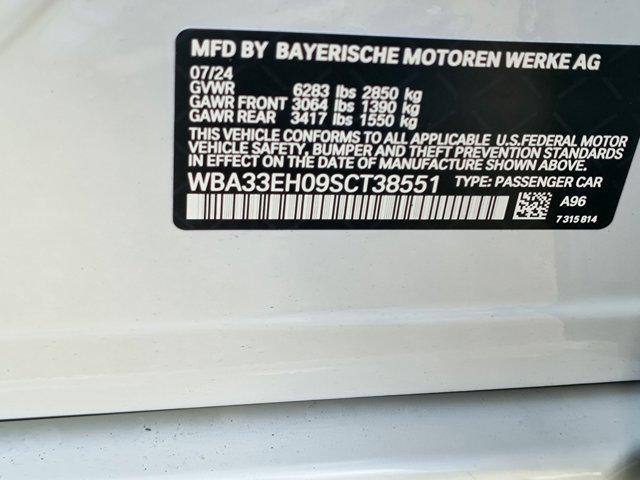 MFD BY BAYERISCHE MOTOREN WERKE AG
07/24
GVWR 6283 lbs 2850 kg
GAWR FRONT 3064 lbs 1390 kg
GAWR REAR 3417 lbs 1550 kg
THIS VEHICLE CONFORMS TO ALL APPLICABLE U.S.FEDERAL MOTOR
VEHICLE SAFETY, BUMPER AND THEFT PREVENTION STANDARDS
IN EFFECT ON THE DATE OF MANUFACTURE SHOWN ABOVE.
WBA33EH09SCT38551 TYPE: PASSENGER CAR
A96
7 315 814